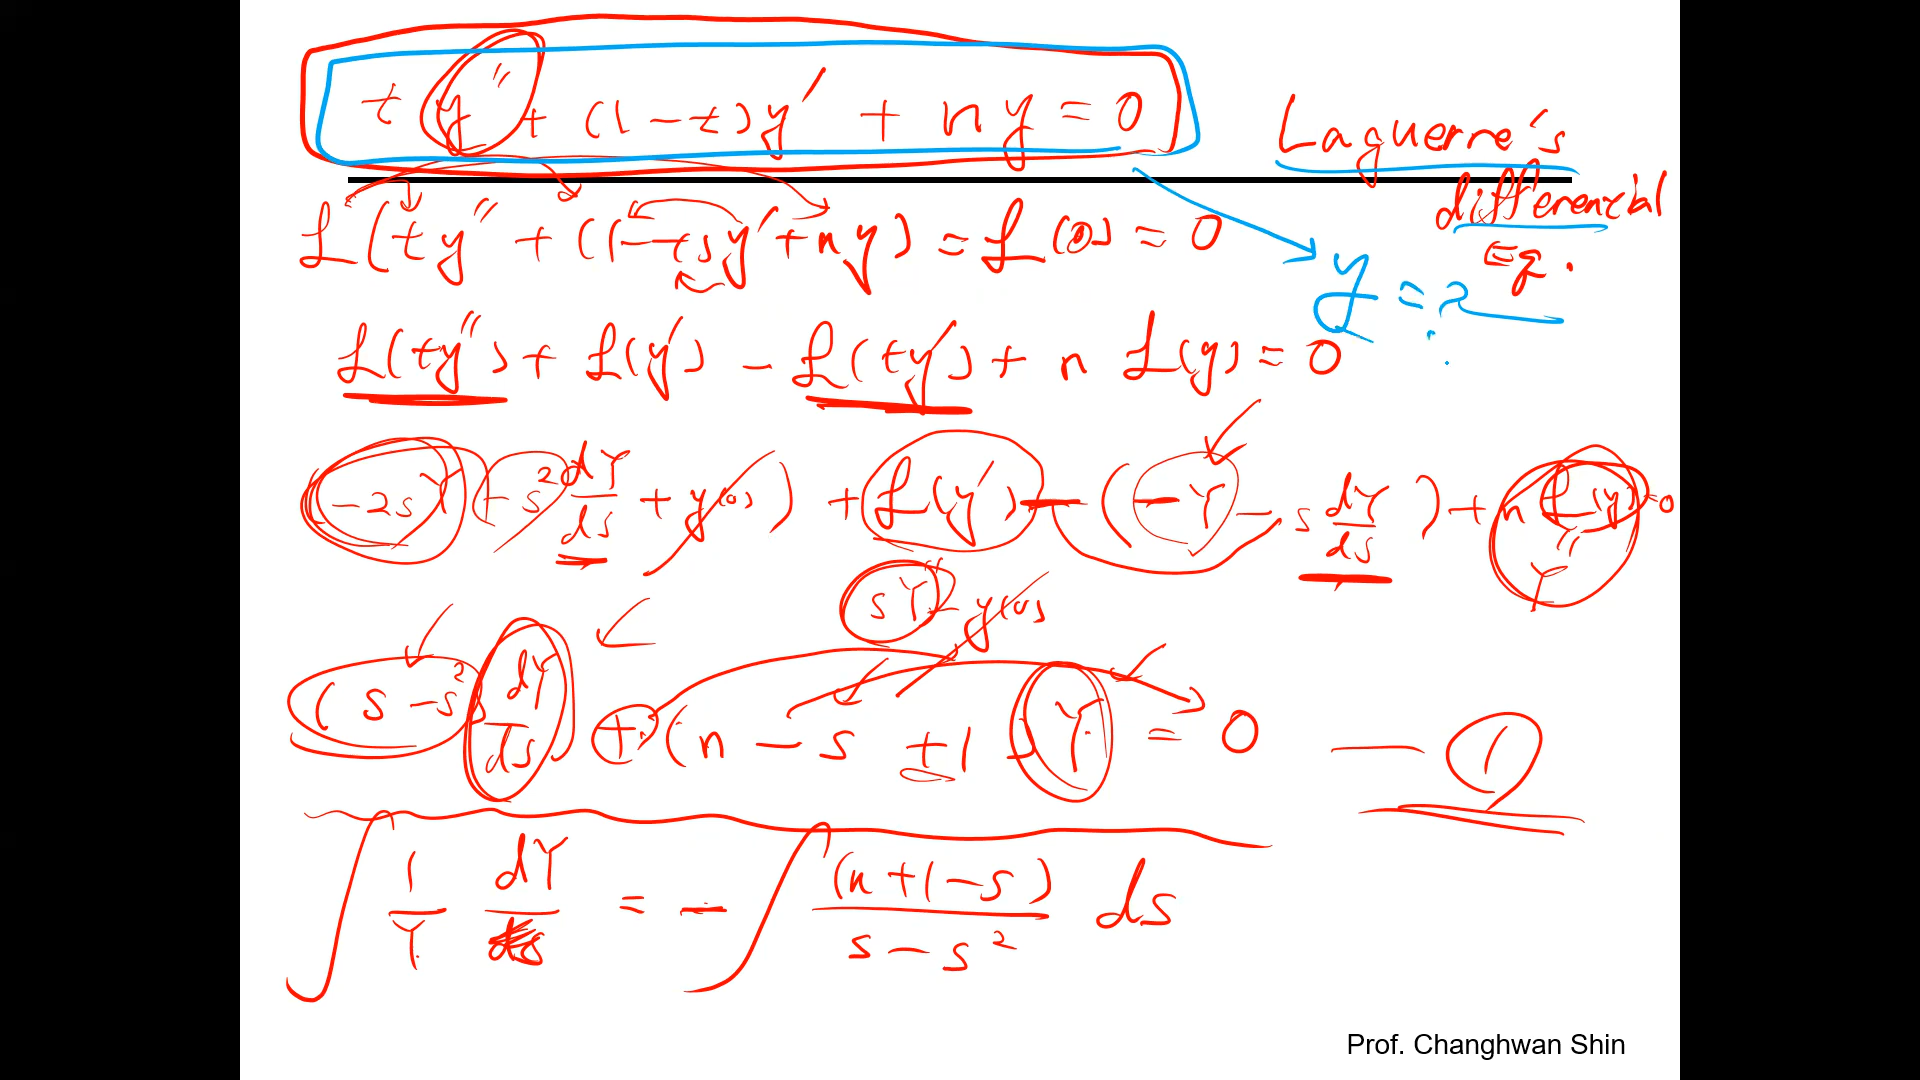 ty'' + (1-t)y' + ny = 0
Laguerre's
differential
Eq.
ℒ(ty'' + (1-t)y' + ny) = ℒ(0) = 0
y = ?
ℒ(ty'') + ℒ(y') - ℒ(ty') + n ℒ(y) = 0
(-2sY - s² dY/ds + y(0)) + ℒ(y') - (-Y - s dY/ds) + n ℒ(y) = 0
Y
sY - y(0)
(s - s²) dY/ds + (n - s + 1) Y = 0 — ①
∫ 1/Y dY = - ∫ (n+1-s)/(s - s²) ds
Prof. Changhwan Shin